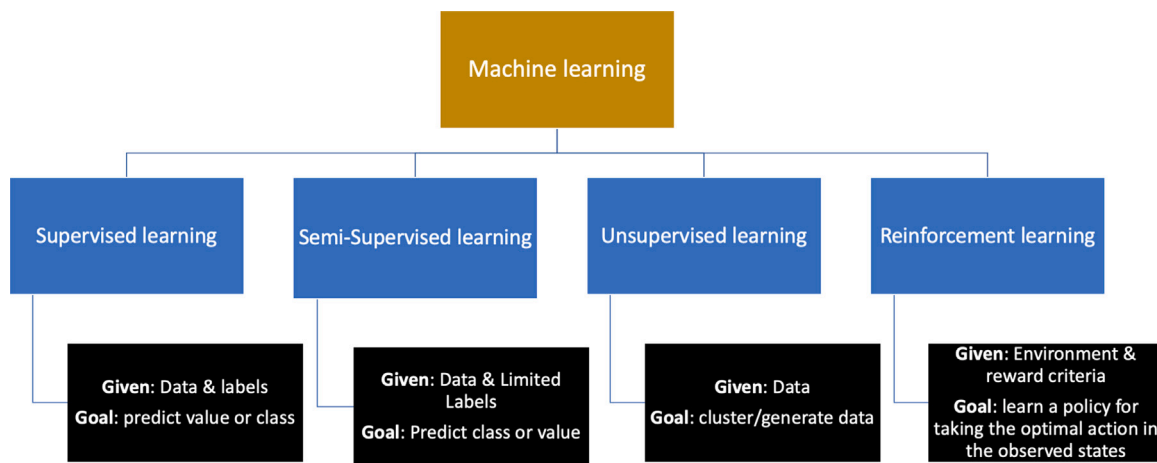 Machine learning
Supervised learning
Semi-Supervised learning
Unsupervised learning
Reinforcement learning
Given: Data & labels
Goal: predict value or class
Given: Data & Limited
Labels
Goal: Predict class or value
Given: Data
Goal: cluster/generate data
Given: Environment &
reward criteria
Goal: learn a policy for
taking the optimal action in
the observed states